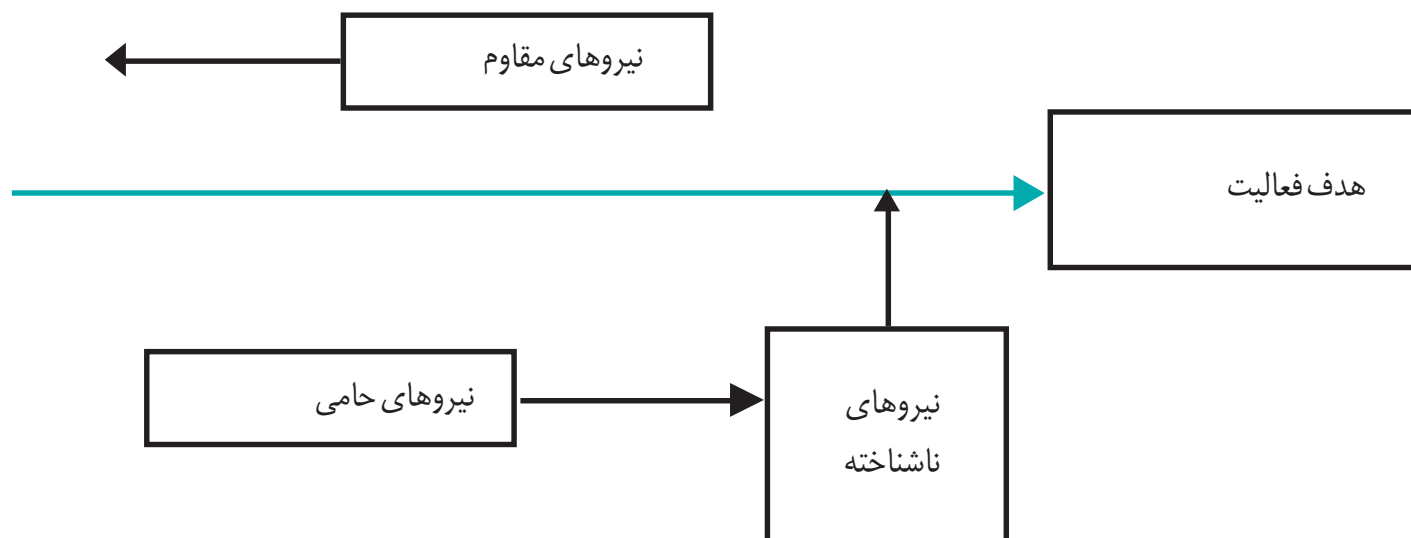 نیروهای مقاوم
هدف فعالیت
نیروهای حامی
نیروهای
ناشناخته